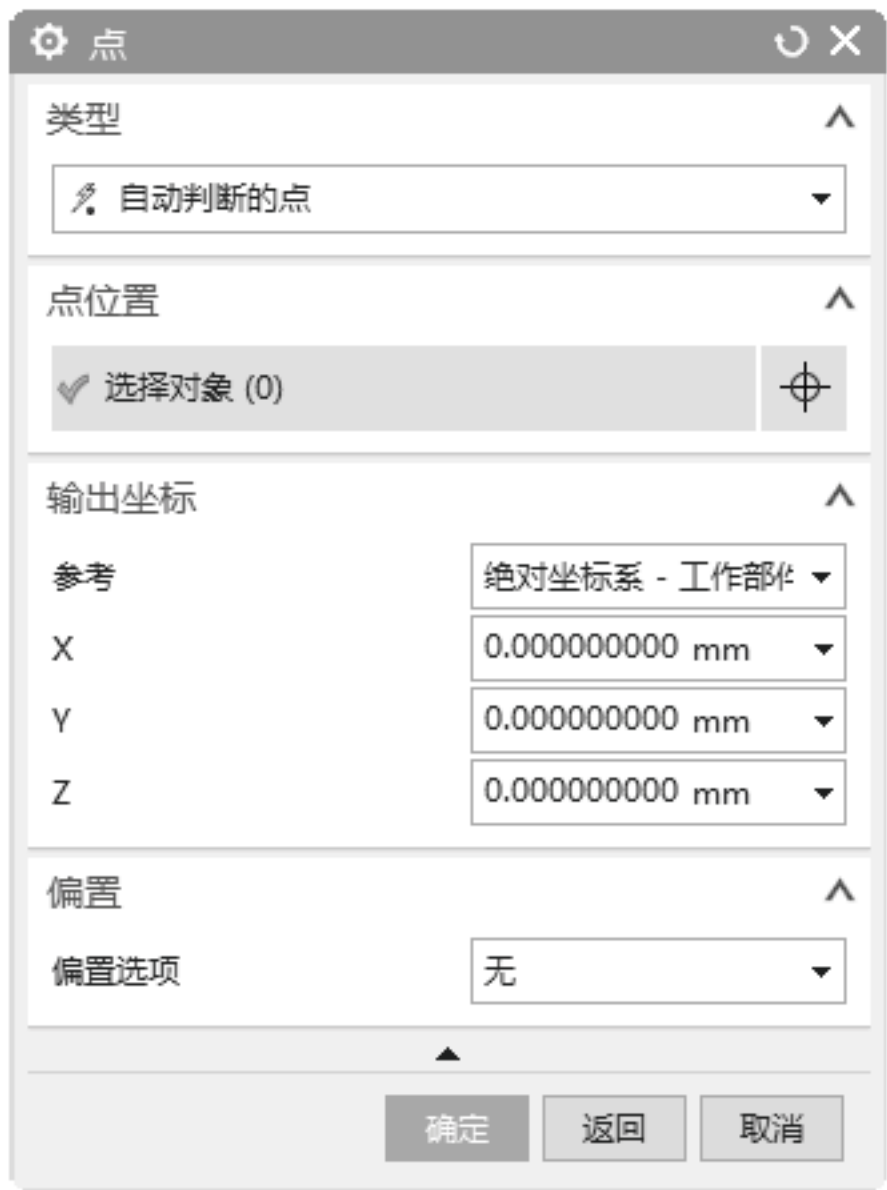 点
类型
自动判断的点
点位置
选择对象 (0)
输出坐标
参考 绝对坐标系 - 工作部
X 0.000000000 mm
Y 0.000000000 mm
Z 0.000000000 mm
偏置
偏置选项 无
确定 返回 取消